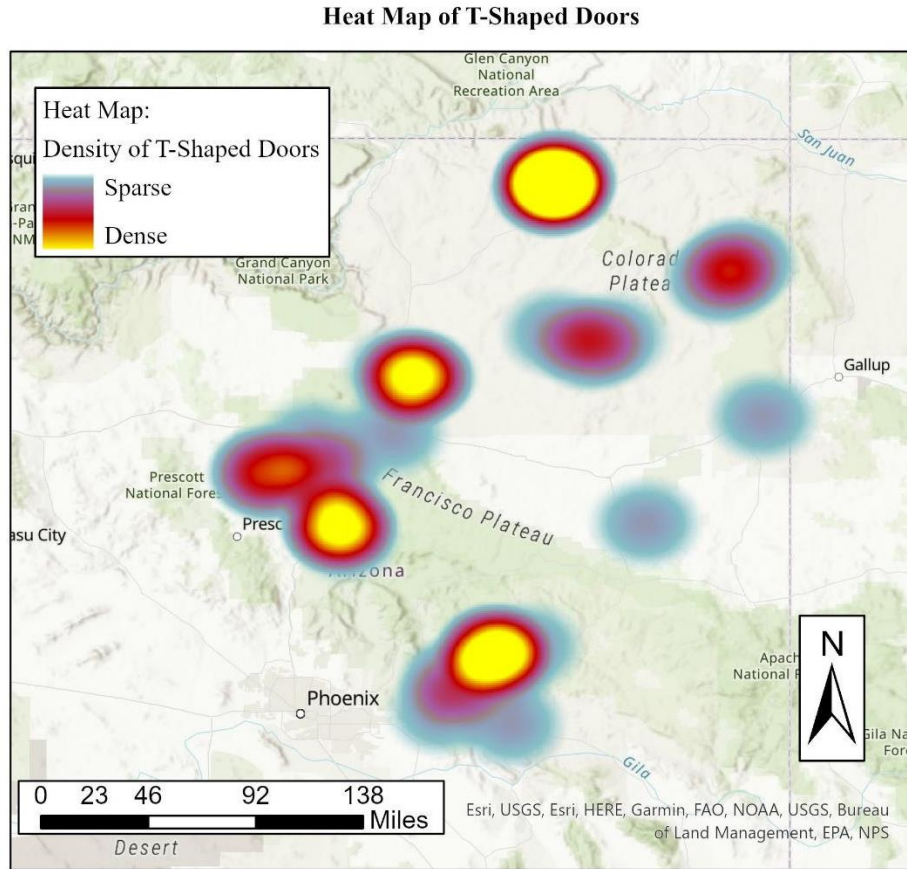 Heat Map of T-Shaped Doors
Glen Canyon
National
Recreation Area
Heat Map:
Density of T-Shaped Doors
Sparse
Dense
San Juan
Grand Canyon
National Park
Colorad
Platea
Gallup
Prescott
National Fores
Presc
asu City
Francisco Plateau
Arizona
Phoenix
Apach
National F
N
Gila Na
Fore
Gila
0 23 46 92 138
Miles
Desert
Esri, USGS, Esri, HERE, Garmin, FAO, NOAA, USGS, Bureau
of Land Management, EPA, NPS